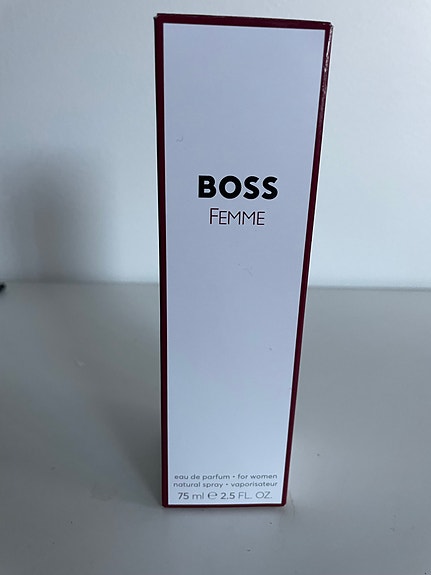 BOSS
FEMME
eau de parfum • for women
natural spray • vaporisateur
75 ml ℮ 2.5 FL. OZ.